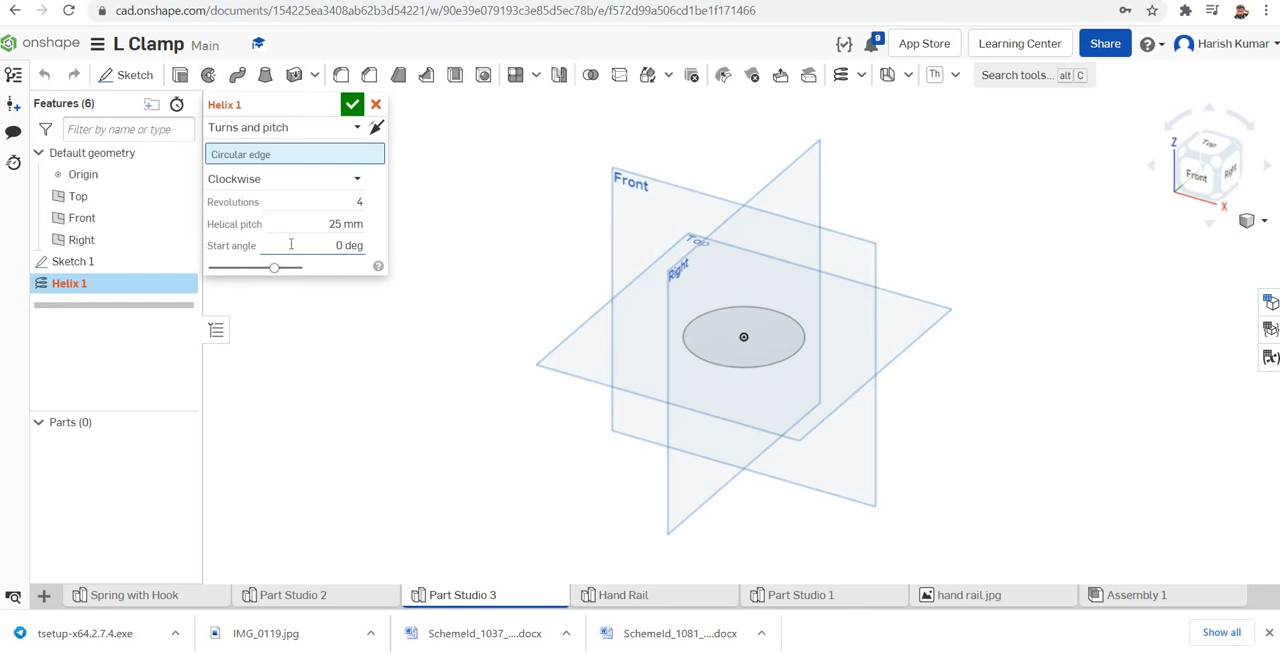 cad.onshape.com/documents/154225ea3408ab62b3d54221/w/90e39e079193c3e85d5ec78b/e/f572d99a506cd1be1f171466
onshape L Clamp Main 9 App Store Learning Center Share Harish Kumar
Sketch Th Search tools... alt C
Features (6)
Filter by name or type
Default geometry
Origin
Top
Front
Right
Sketch 1
Helix 1
Parts (0)
Helix 1
Turns and pitch
Circular edge
Clockwise
Revolutions 4
Helical pitch 25 mm
Start angle 0 deg
Front
Top
Right
Z
Top
Front
Right
X
Spring with Hook Part Studio 2 Part Studio 3 Hand Rail Part Studio 1 hand rail.jpg Assembly 1
tsetup-x64.2.7.4.exe IMG_0119.jpg SchemeId_1037_....docx SchemeId_1081_....docx Show all